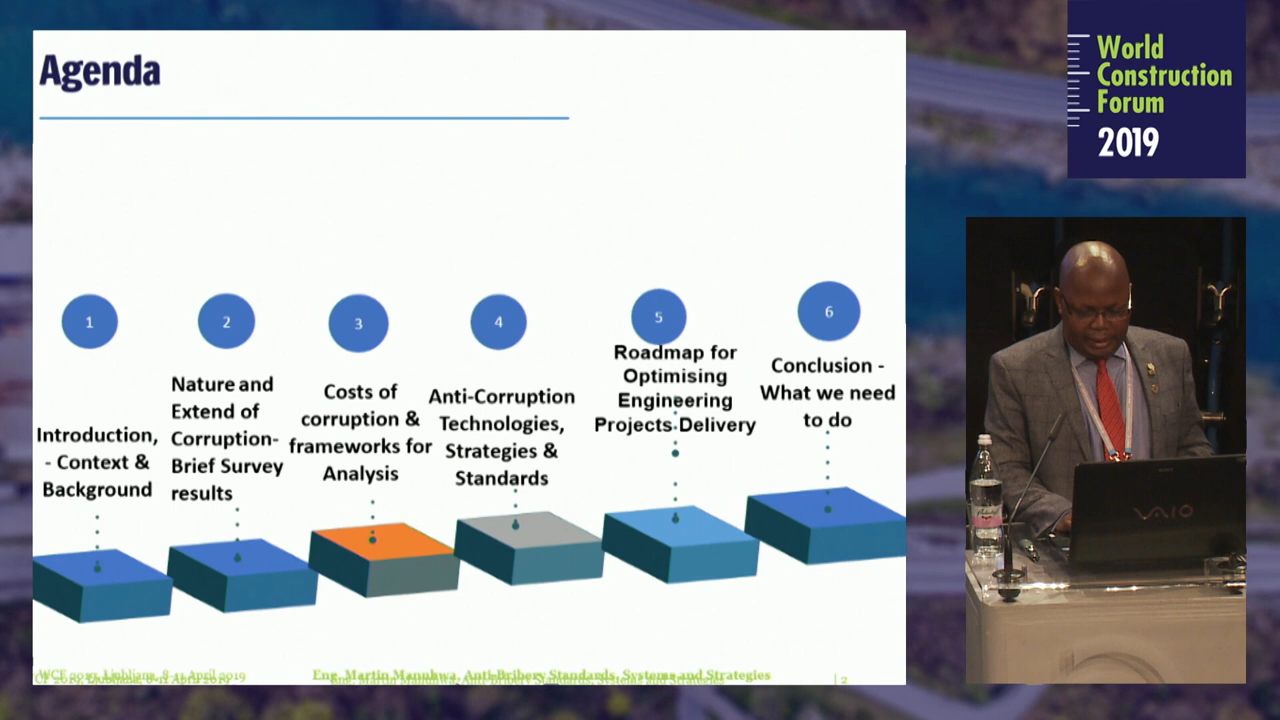 Agenda
1
Introduction,
- Context &
Background
2
Nature and
Extend of
Corruption-
Brief Survey
results
3
Costs of
corruption &
frameworks for
Analysis
4
Anti-Corruption
Technologies,
Strategies &
Standards
5
Roadmap for
Optimising
Engineering
Projects Delivery
6
Conclusion -
What we need
to do
WCF 2019, Ljubljana, 8-11 April 2019
Eng. Martin Manuhwa, Anti-Bribery Standards, Systems and Strategies
| 2
World
Construction
Forum
2019
VAIO